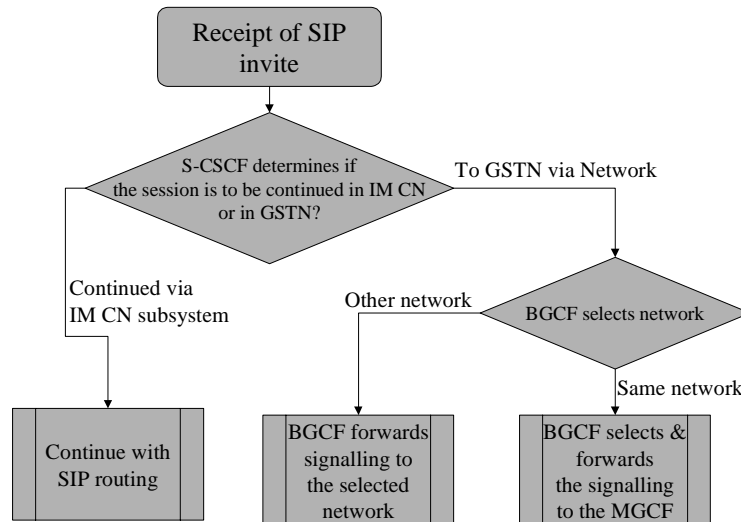 Receipt of SIP
invite
S-CSCF determines if
the session is to be continued in IM CN
or in GSTN?
To GSTN via Network
Continued via
IM CN subsystem
Other network
BGCF selects network
Same network
Continue with
SIP routing
BGCF forwards
signalling to
the selected
network
BGCF selects &
forwards
the signalling
to the MGCF